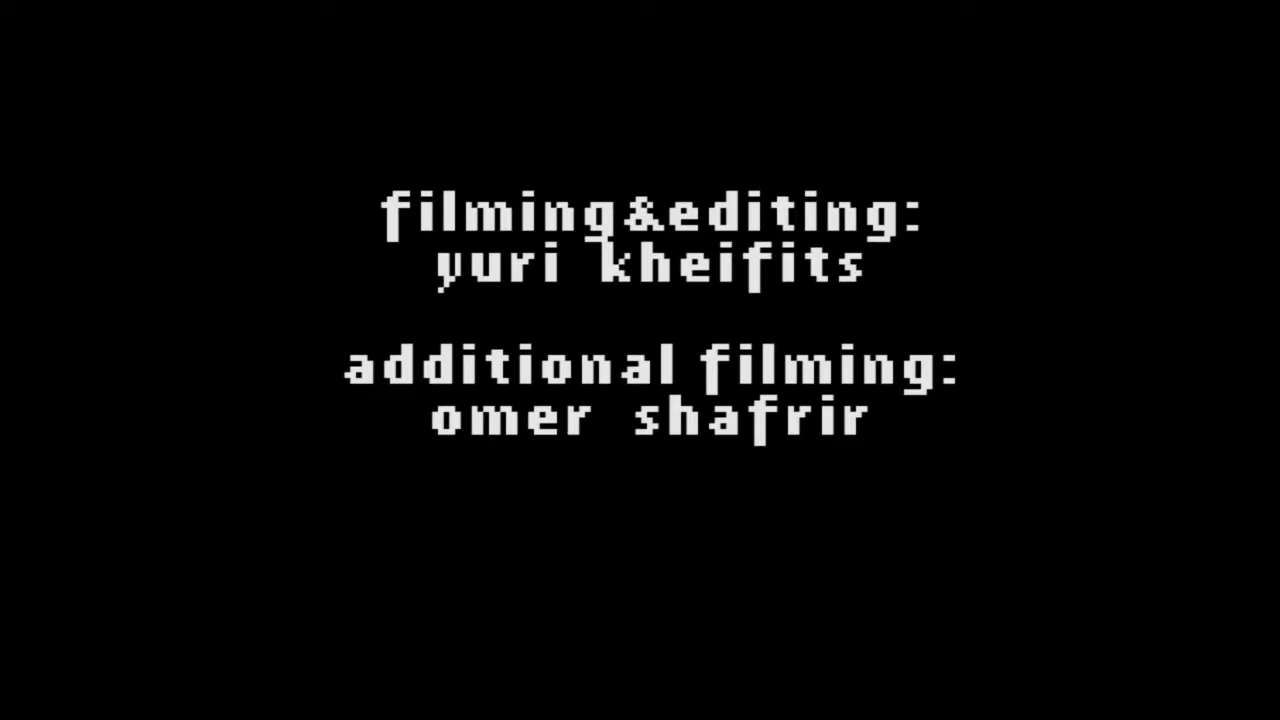 filming&editing:
yuri kheifits
additional filming:
omer shafrir